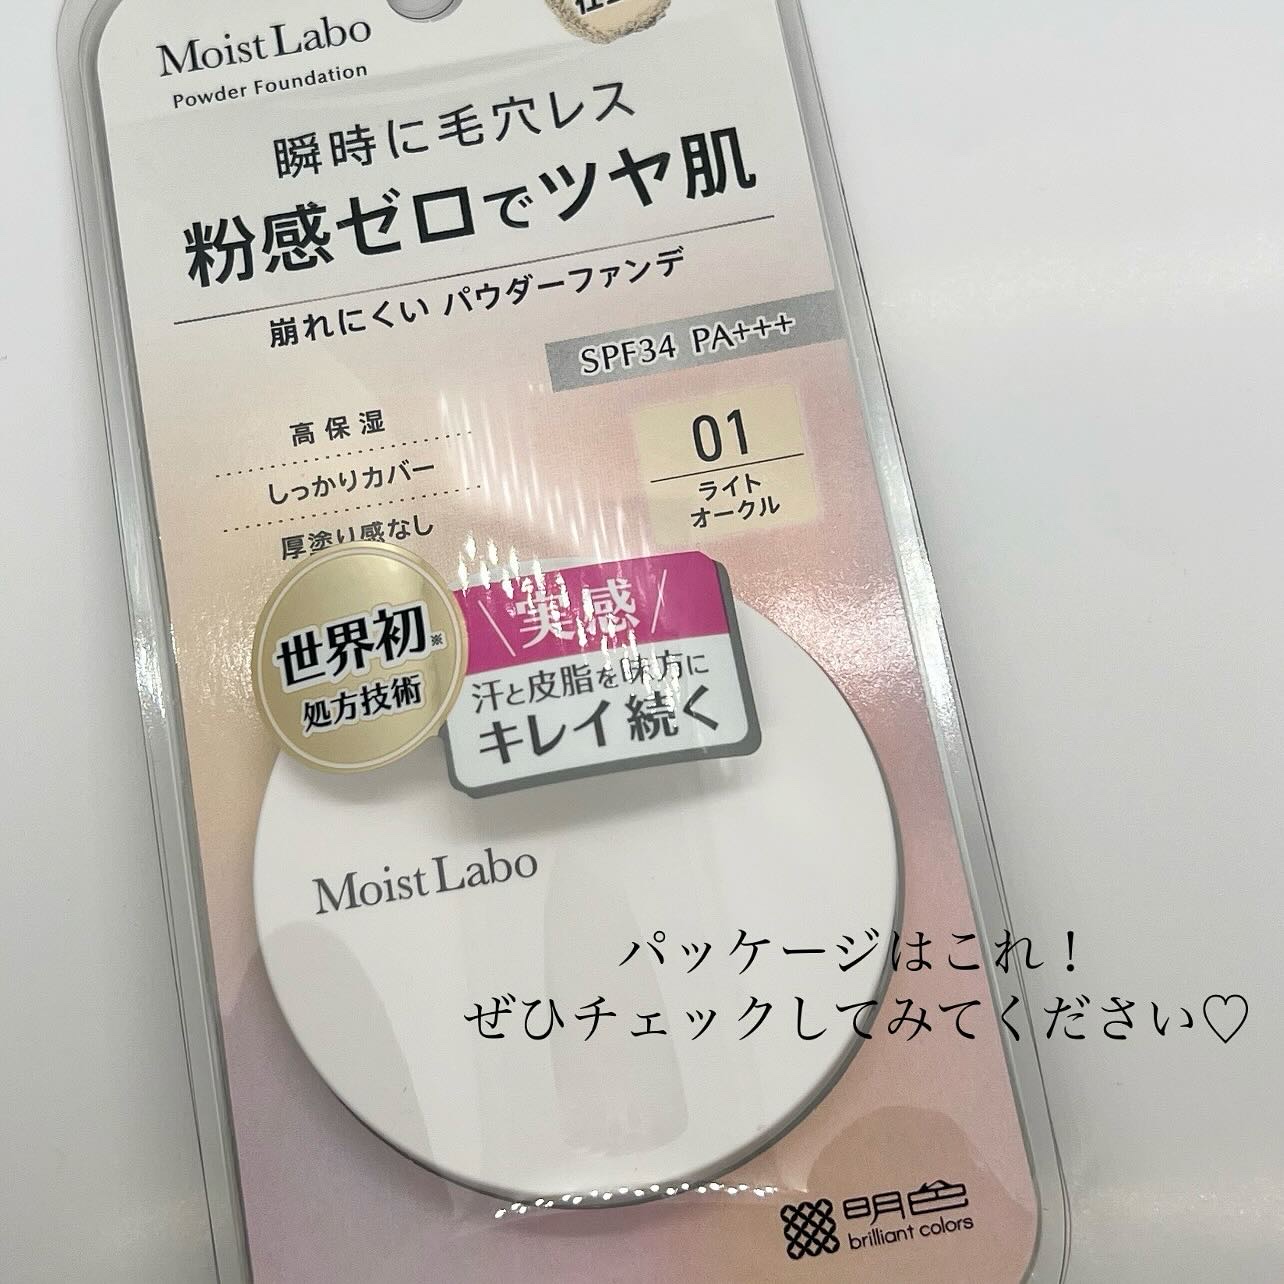 Moist Labo
Powder Foundation
瞬時に毛穴レス
粉感ゼロでツヤ肌
崩れにくい パウダーファンデ
SPF34 PA+++
高保湿
しっかりカバー
厚塗り感なし
01
ライト
オークル
世界初※
処方技術
\実感/
汗と皮脂を味方に
キレイ続く
Moist Labo
パッケージはこれ！
ぜひチェックしてみてください♡
明色
brilliant colors